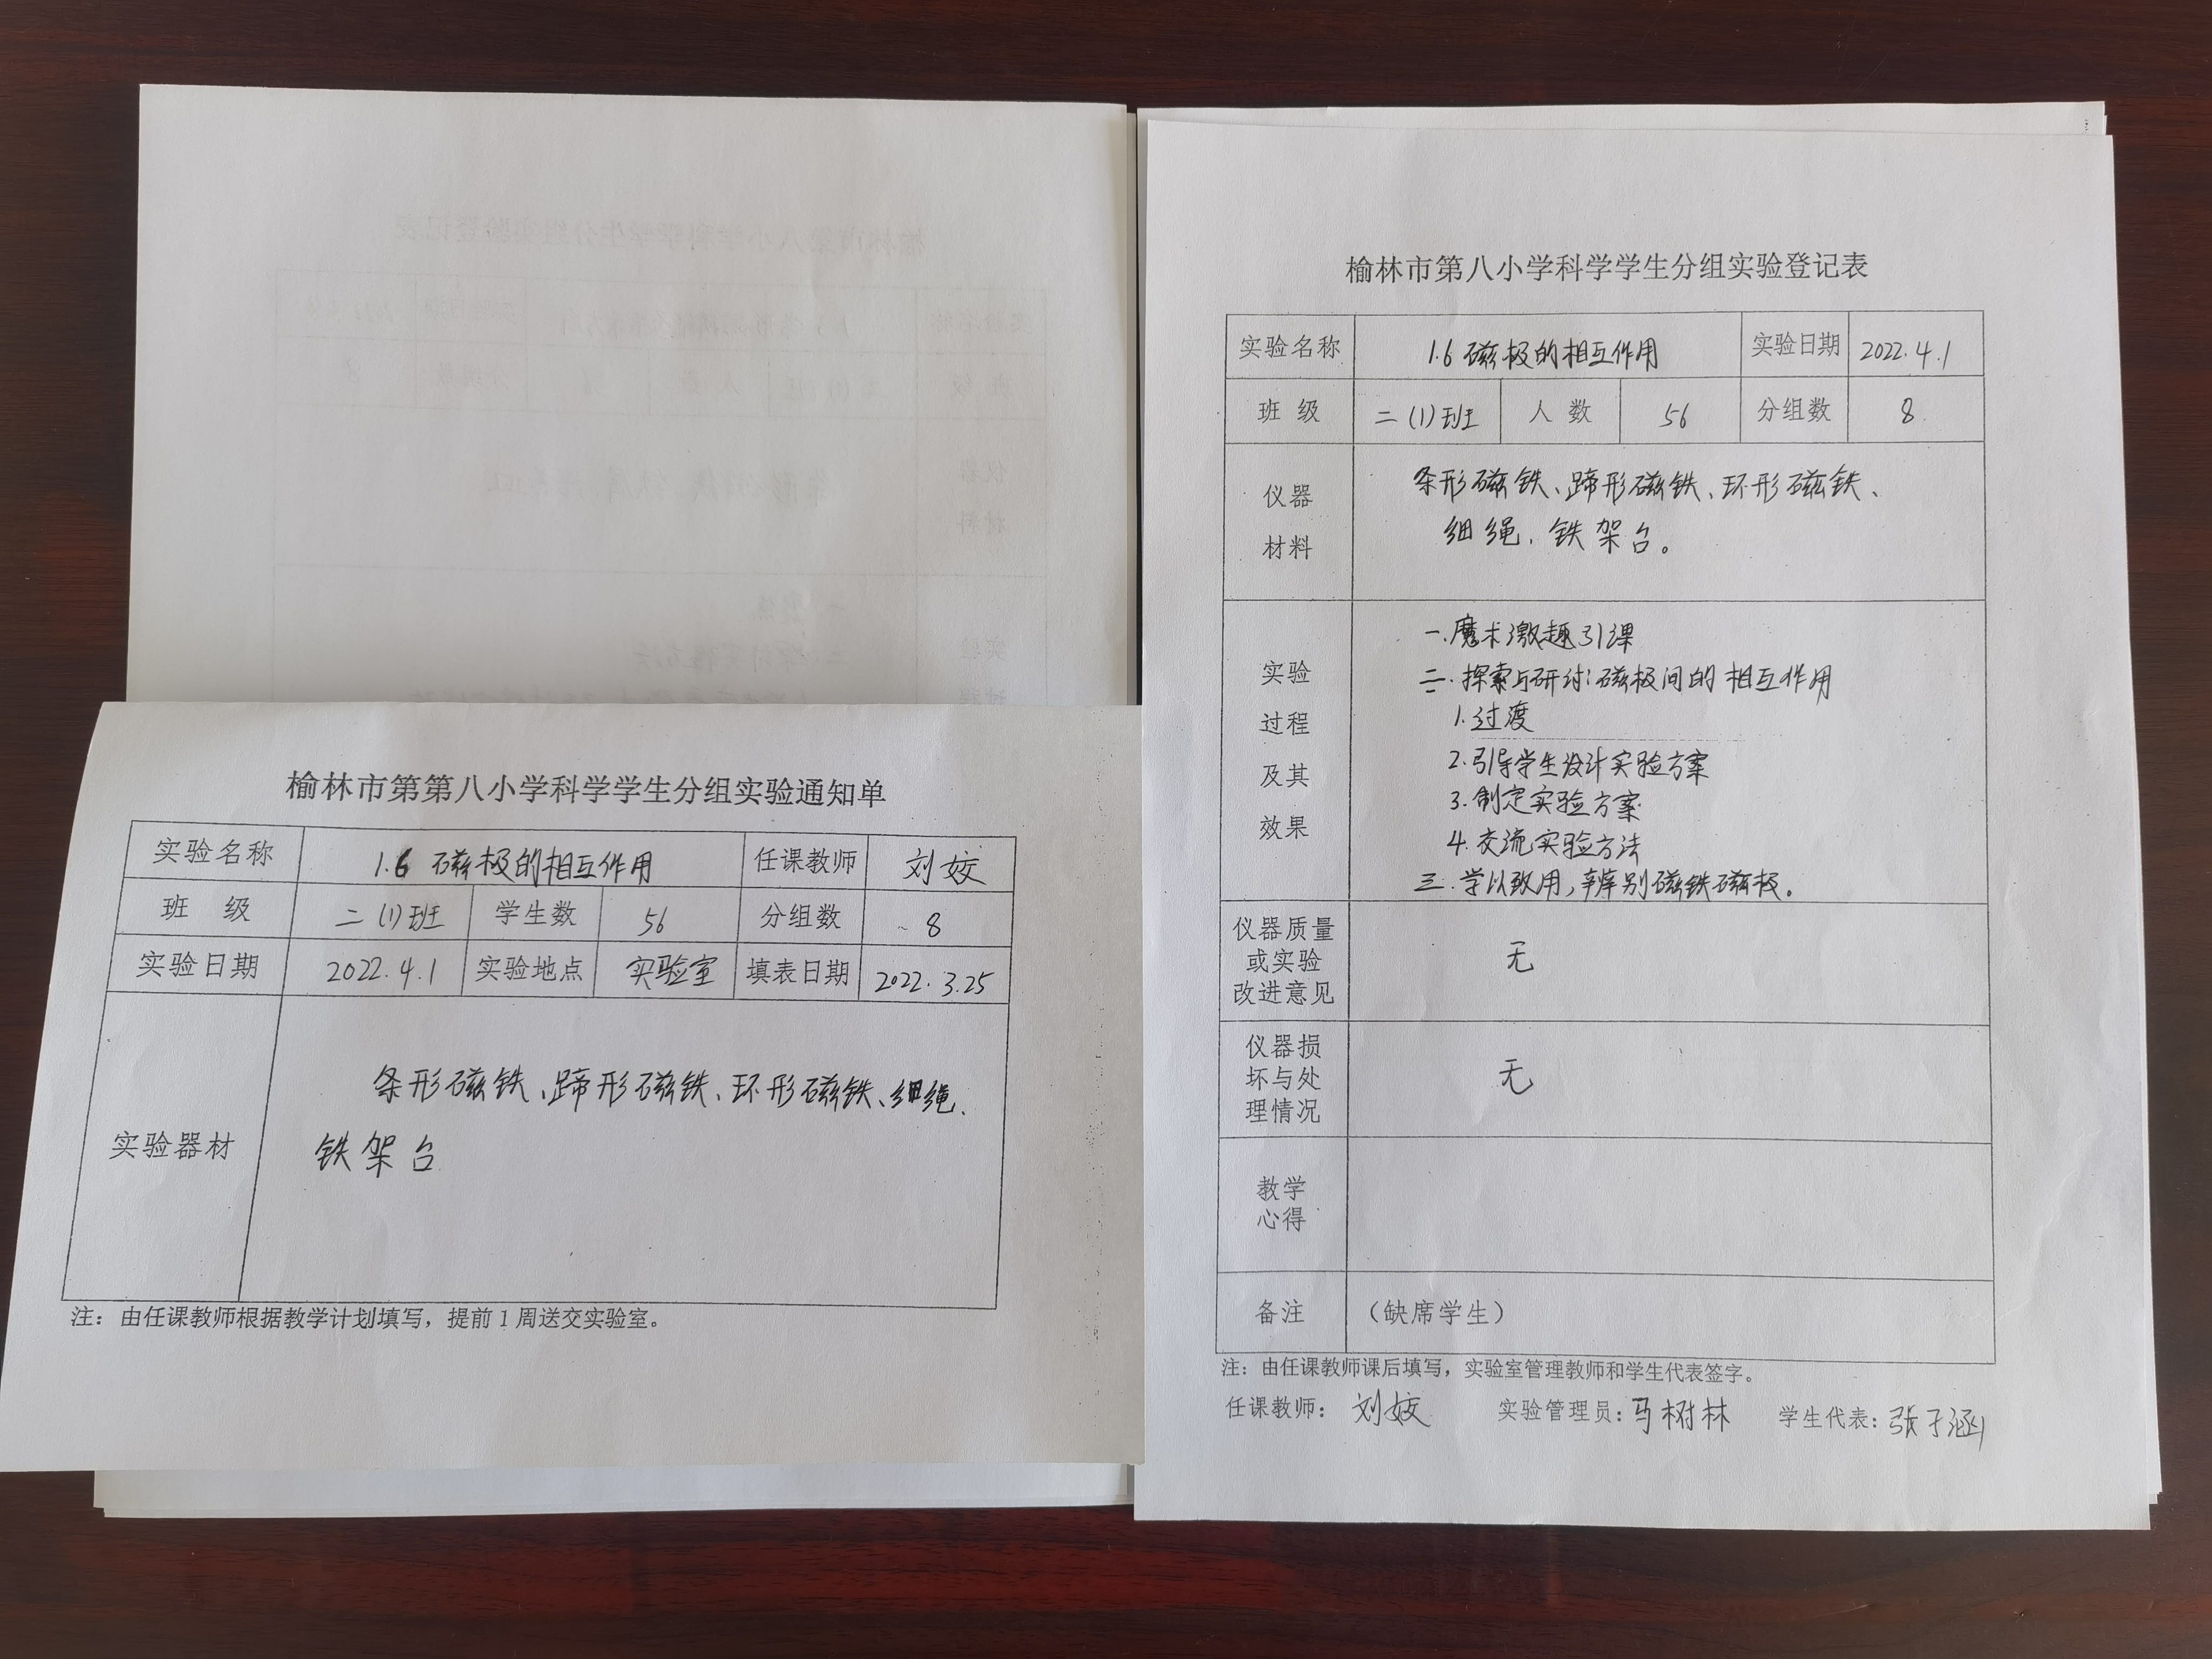 榆林市第第八小学科学学生分组实验通知单
实验名称 1.6 磁极的相互作用 任课教师 刘姣
班 级 二(1)班 学生数 56 分组数 8
实验日期 2022.4.1 实验地点 实验室 填表日期 2022.3.25
实验器材
条形磁铁、蹄形磁铁、环形磁铁、细绳、
铁架台
注：由任课教师根据教学计划填写，提前1周送交实验室。
榆林市第八小学科学学生分组实验登记表
实验名称 1.6 磁极的相互作用 实验日期 2022.4.1
班 级 二(1)班 人 数 56 分组数 8
仪器
材料
条形磁铁、蹄形磁铁、环形磁铁、
细绳、铁架台。
实验
过程
及其
效果
一.魔术激趣引课
二.探索与研讨:磁极间的相互作用
1.过渡
2.引导学生设计实验方案
3.制定实验方案
4.交流实验方法
三.学以致用,辨别磁铁磁极。
仪器质量
或实验
改进意见
无
仪器损
坏与处
理情况
无
教学
心得
备注 （缺席学生）
注：由任课教师课后填写，实验室管理教师和学生代表签字。
任课教师： 刘姣 实验管理员：马树林 学生代表：张子涵